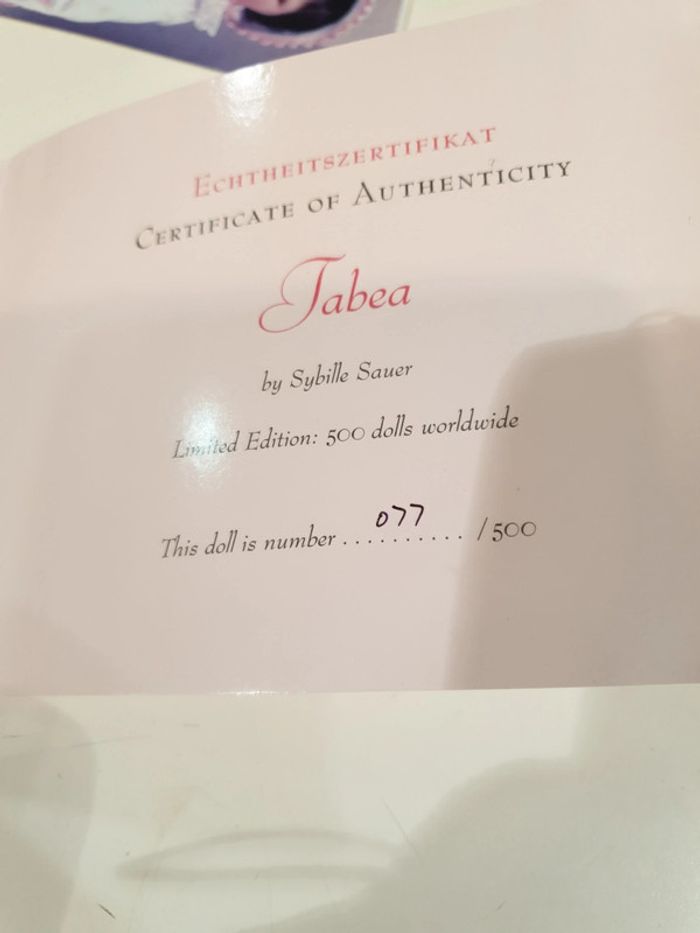 Echtheitszertifikat
Certificate of Authenticity
Tabea
by Sybille Sauer
Limited Edition: 500 dolls worldwide
This doll is number ..077.. /500